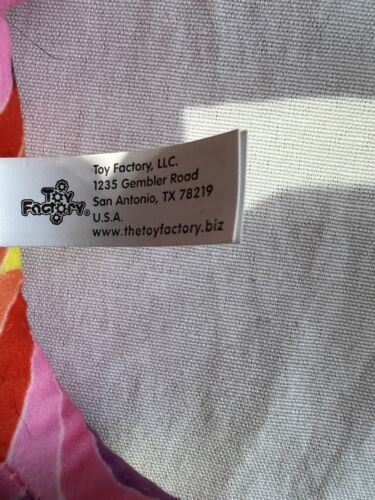 Toy Factory, LLC.
1235 Gembler Road
San Antonio, TX 78219
U.S.A.
www.thetoyfactory.biz
TOY
FACTORY®